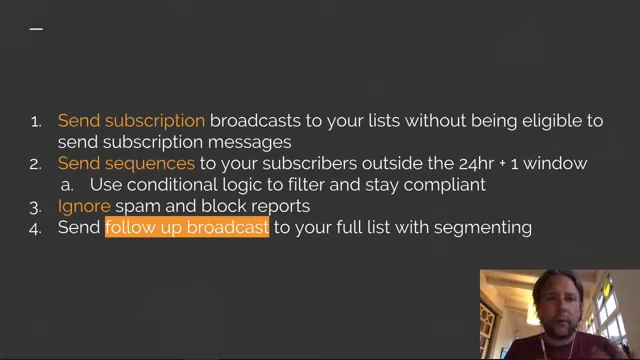 1. Send subscription broadcasts to your lists without being eligible to
send subscription messages
2. Send sequences to your subscribers outside the 24hr + 1 window
a. Use conditional logic to filter and stay compliant
3. Ignore spam and block reports
4. Send follow up broadcast to your full list with segmenting